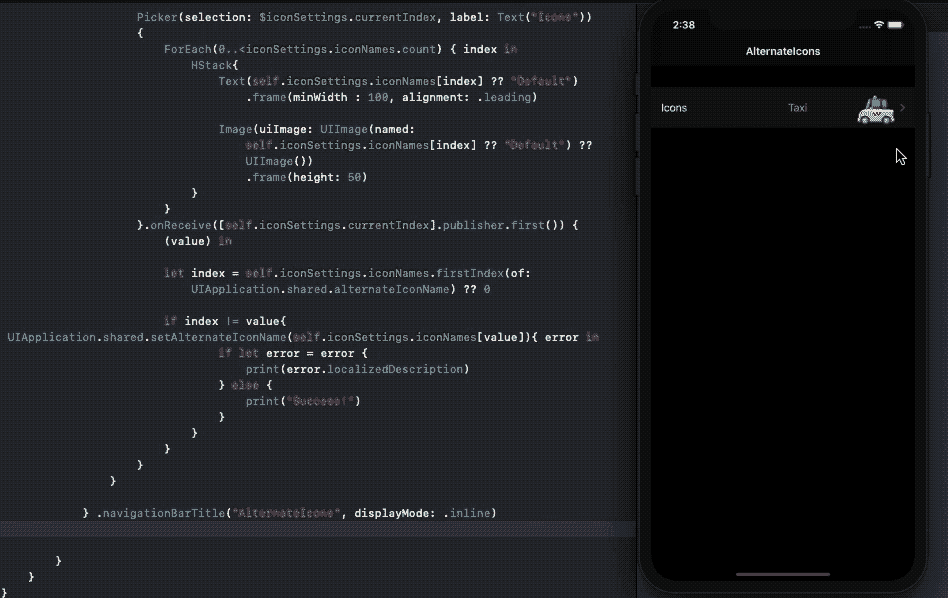 Picker(selection: $iconSettings.currentIndex, label: Text("Icons"))
{
ForEach(0..<iconSettings.iconNames.count) { index in
HStack{
Text(self.iconSettings.iconNames[index] ?? "Default")
.frame(minWidth : 100, alignment: .leading)
Image(uiImage: UIImage(named:
self.iconSettings.iconNames[index] ?? "Default") ??
UIImage())
.frame(height: 50)
}
}
}.onReceive([self.iconSettings.currentIndex].publisher.first()) {
(value) in
let index = self.iconSettings.iconNames.firstIndex(of:
UIApplication.shared.alternateIconName) ?? 0
if index != value{
UIApplication.shared.setAlternateIconName(self.iconSettings.iconNames[value]){ error in
if let error = error {
print(error.localizedDescription)
} else {
print("Success!")
}
}
}
}
}
} .navigationBarTitle("AlternateIcons", displayMode: .inline)
}
}
}
2:38
AlternateIcons
Icons
Taxi